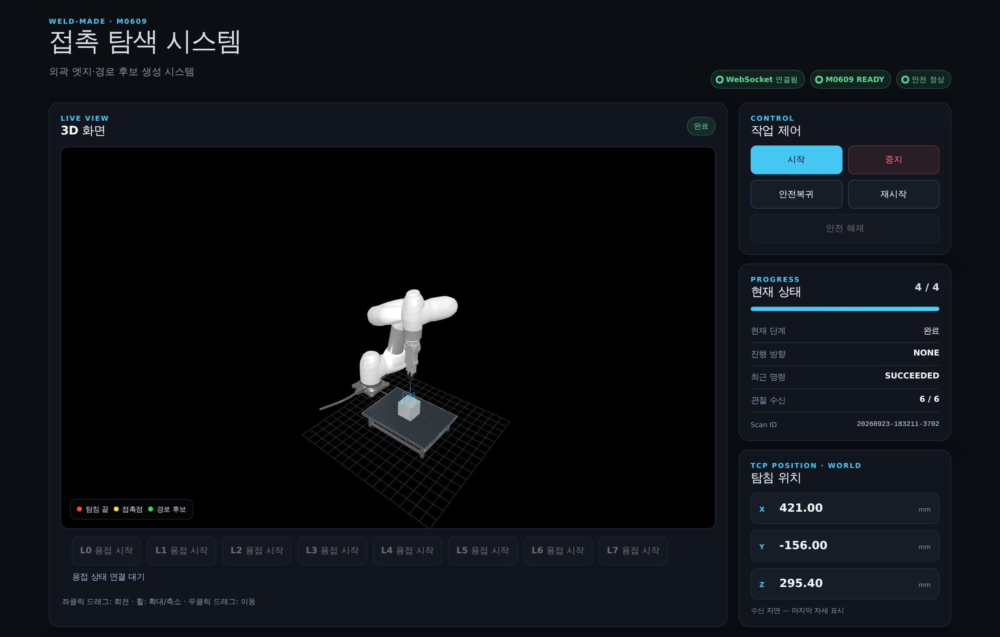 WELD-MADE · M0609
접촉 탐색 시스템
외곽 엣지·경로 후보 생성 시스템
WebSocket 연결됨
M0609 READY
안전 정상
LIVE VIEW
3D 화면
완료
탐침 끝
접촉점
경로 후보
L0 용접 시작
L1 용접 시작
L2 용접 시작
L3 용접 시작
L4 용접 시작
L5 용접 시작
L6 용접 시작
L7 용접 시작
용접 상태 연결 대기
좌클릭 드래그: 회전 · 휠: 확대/축소 · 우클릭 드래그: 이동
CONTROL
작업 제어
시작
중지
안전복귀
재시작
안전 해제
PROGRESS
현재 상태
4 / 4
현재 단계 완료
진행 방향 NONE
최근 명령 SUCCEEDED
관절 수신 6 / 6
Scan ID 20260923-183211-3702
TCP POSITION · WORLD
탐침 위치
X 421.00 mm
Y -156.00 mm
Z 295.40 mm
수신 지연 — 마지막 자세 표시